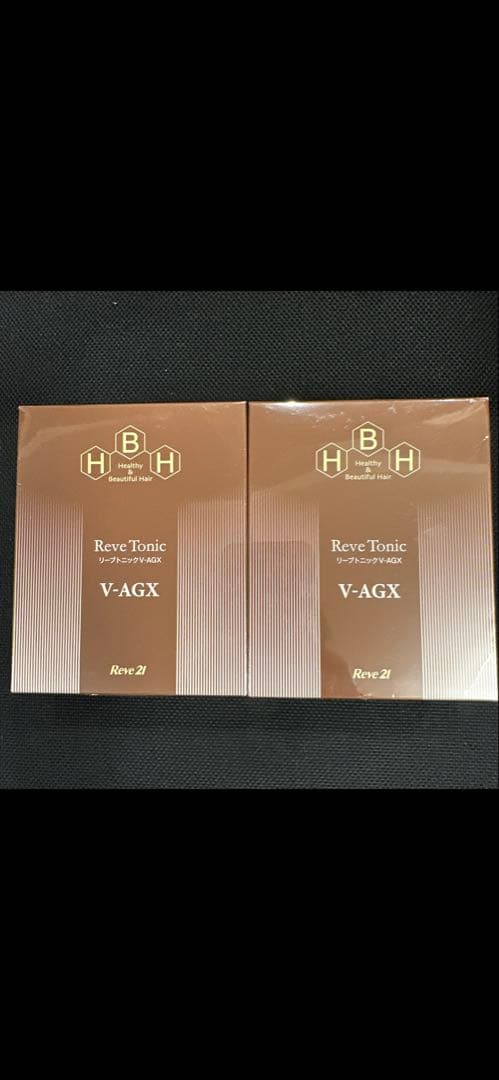 B
H H
Healthy
&
Beautiful Hair
Reve Tonic
リーブトニックV-AGX
V-AGX
Reve21
B
H H
Healthy
&
Beautiful Hair
Reve Tonic
リーブトニックV-AGX
V-AGX
Reve21